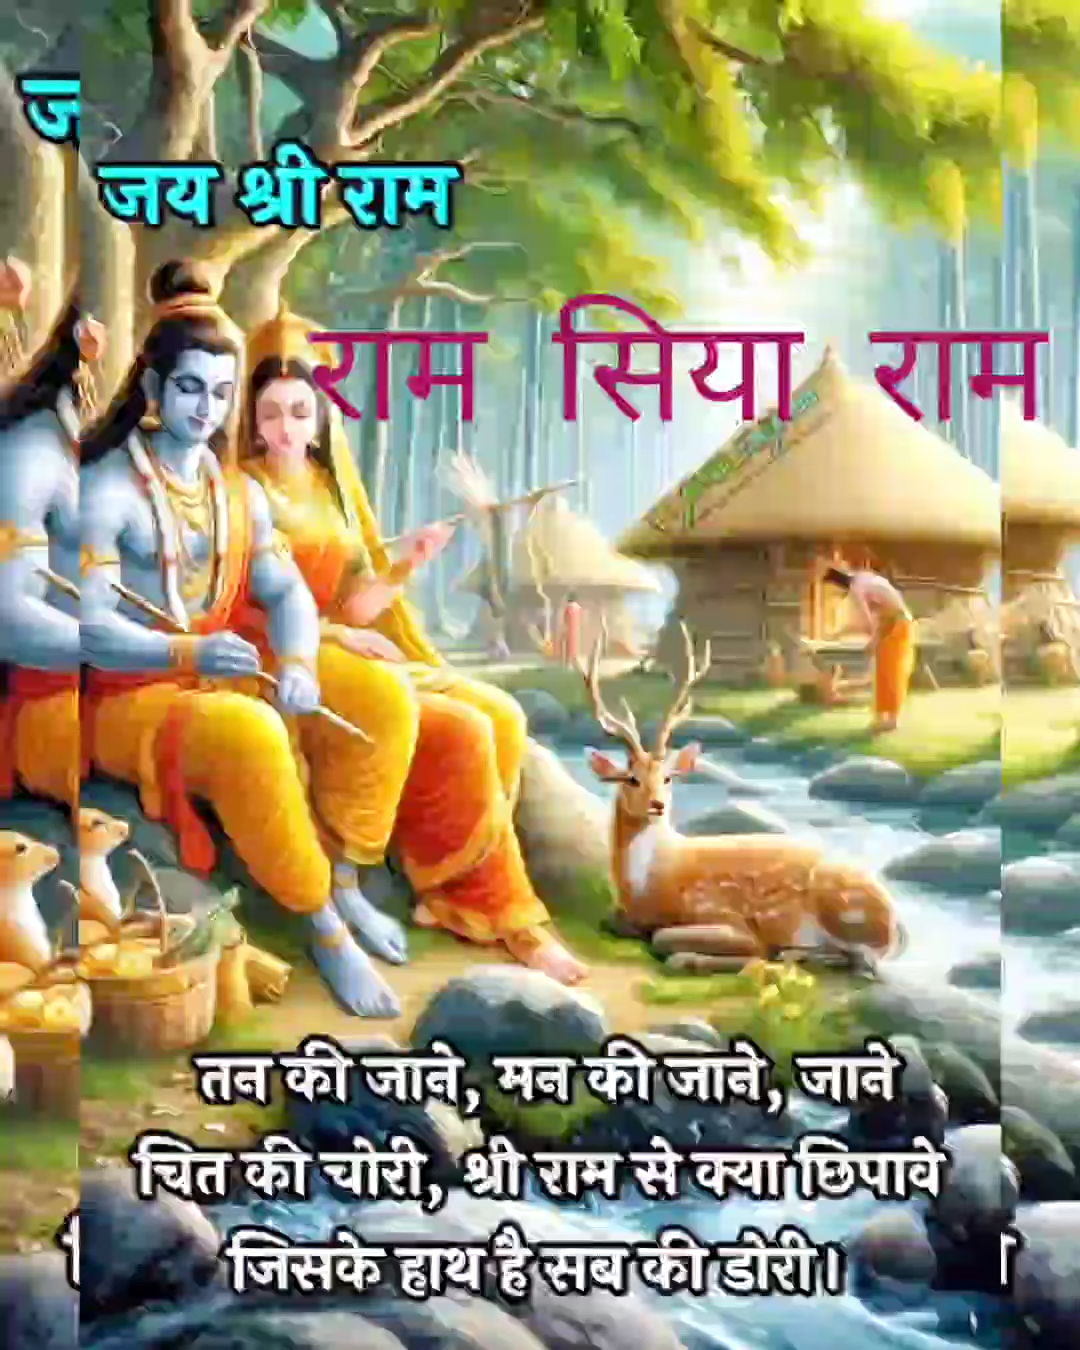 जय श्री राम
राम सिया राम
तन की जाने, मन की जाने, जाने
चित की चोरी, श्री राम से क्या छिपावे
जिसके हाथ है सब की डोरी।